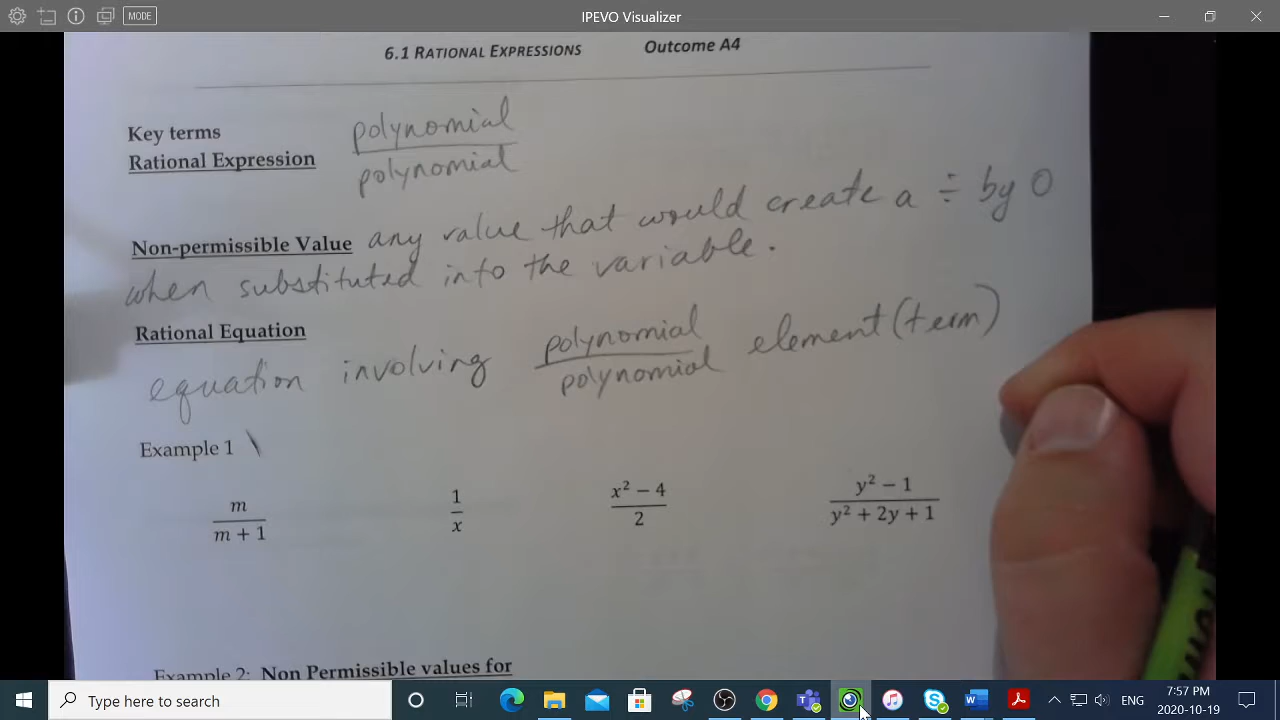 MODE
IPEVO Visualizer
6.1 RATIONAL EXPRESSIONS Outcome A4
Key terms
Rational Expression polynomial / polynomial
Non-permissible Value any value that would create a ÷ by 0
when substituted into the variable.
Rational Equation
equation involving polynomial / polynomial element (term)
Example 1
m / m + 1
1 / x
x² − 4 / 2
y² − 1 / y² + 2y + 1
Example 2: Non Permissible values for
Type here to search
ENG
7:57 PM
2020-10-19